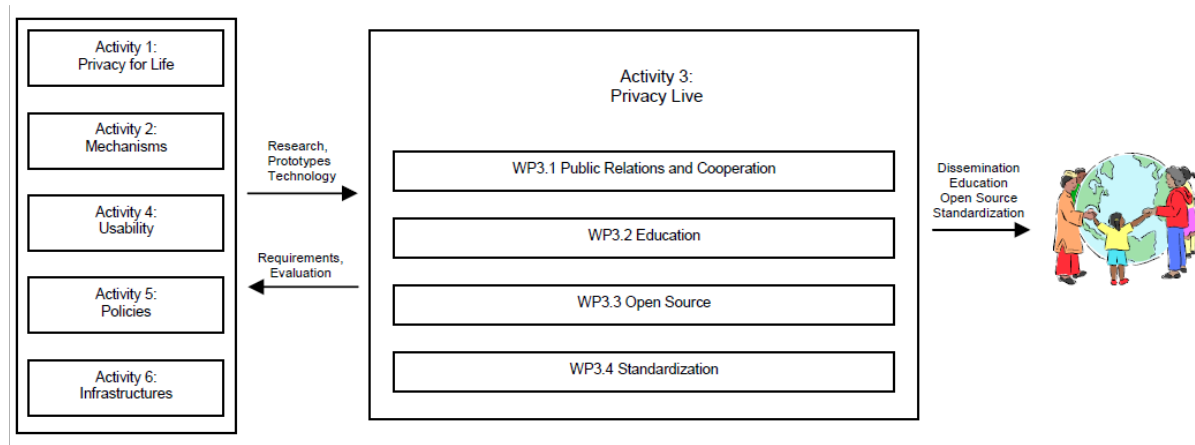 Activity 1:
Privacy for Life
Activity 2:
Mechanisms
Activity 4:
Usability
Activity 5:
Policies
Activity 6:
Infrastructures
Research,
Prototypes
Technology
Requirements,
Evaluation
Activity 3:
Privacy Live
WP3.1 Public Relations and Cooperation
WP3.2 Education
WP3.3 Open Source
WP3.4 Standardization
Dissemination
Education
Open Source
Standardization